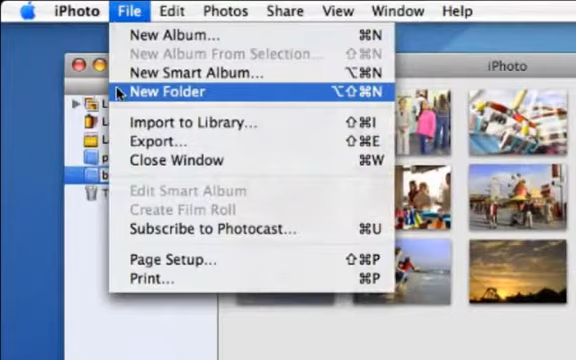 iPhoto File Edit Photos Share View Window Help
iPhoto
New Album... ⌘N
New Album From Selection... ⇧⌘N
New Smart Album... ⌥⌘N
New Folder ⌥⇧⌘N
Import to Library... ⇧⌘I
Export... ⇧⌘E
Close Window ⌘W
Edit Smart Album
Create Film Roll
Subscribe to Photocast... ⌘U
Page Setup... ⇧⌘P
Print... ⌘P